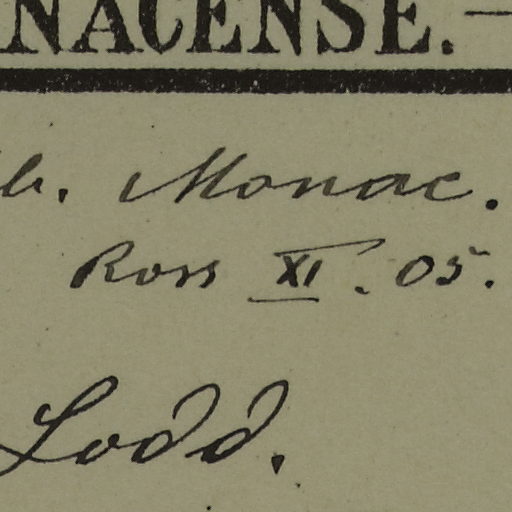 NACENSE.—
b. Monac.
Ross XI. 05.
Lodd.